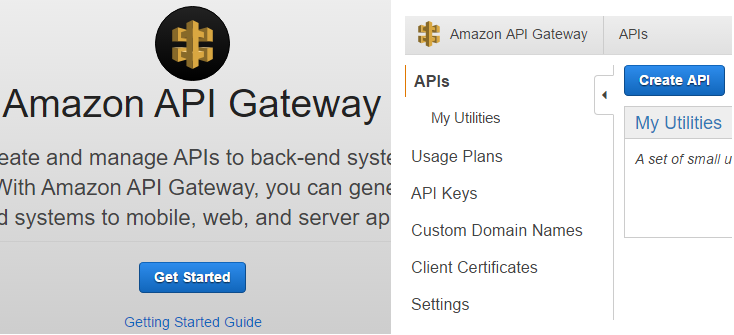 Amazon API Gateway
eate and manage APIs to back-end syste
With Amazon API Gateway, you can gene
d systems to mobile, web, and server ap
Get Started
Getting Started Guide
Amazon API Gateway
APIs
APIs
My Utilities
Usage Plans
API Keys
Custom Domain Names
Client Certificates
Settings
Create API
My Utilities
A set of small u